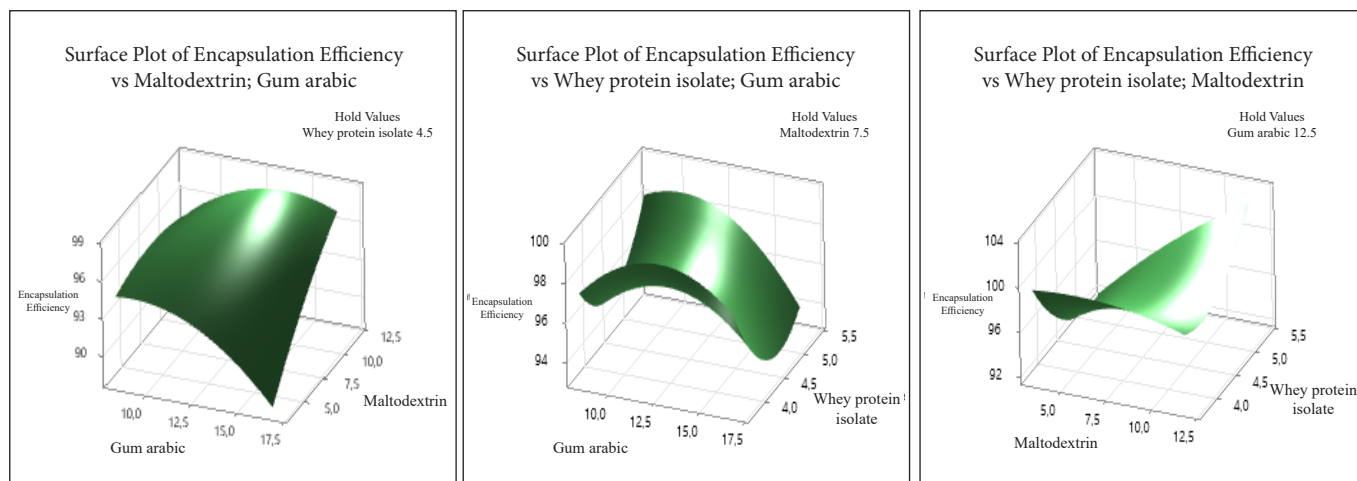 Surface Plot of Encapsulation Efficiency
vs Maltodextrin; Gum arabic
Hold Values
Whey protein isolate 4.5
99
96
93
90
Encapsulation
Efficiency
10,0
12,5
15,0
17,5
Gum arabic
5,0
7,5
10,0
12,5
Maltodextrin
Surface Plot of Encapsulation Efficiency
vs Whey protein isolate; Gum arabic
Hold Values
Maltodextrin 7.5
100
98
96
94
Encapsulation
Efficiency
10,0
12,5
15,0
17,5
Gum arabic
4,0
4,5
5,0
5,5
Whey protein
isolate
Surface Plot of Encapsulation Efficiency
vs Whey protein isolate; Maltodextrin
Hold Values
Gum arabic 12.5
104
100
96
92
Encapsulation
Efficiency
5,0
7,5
10,0
12,5
Maltodextrin
4,0
4,5
5,0
5,5
Whey protein
isolate